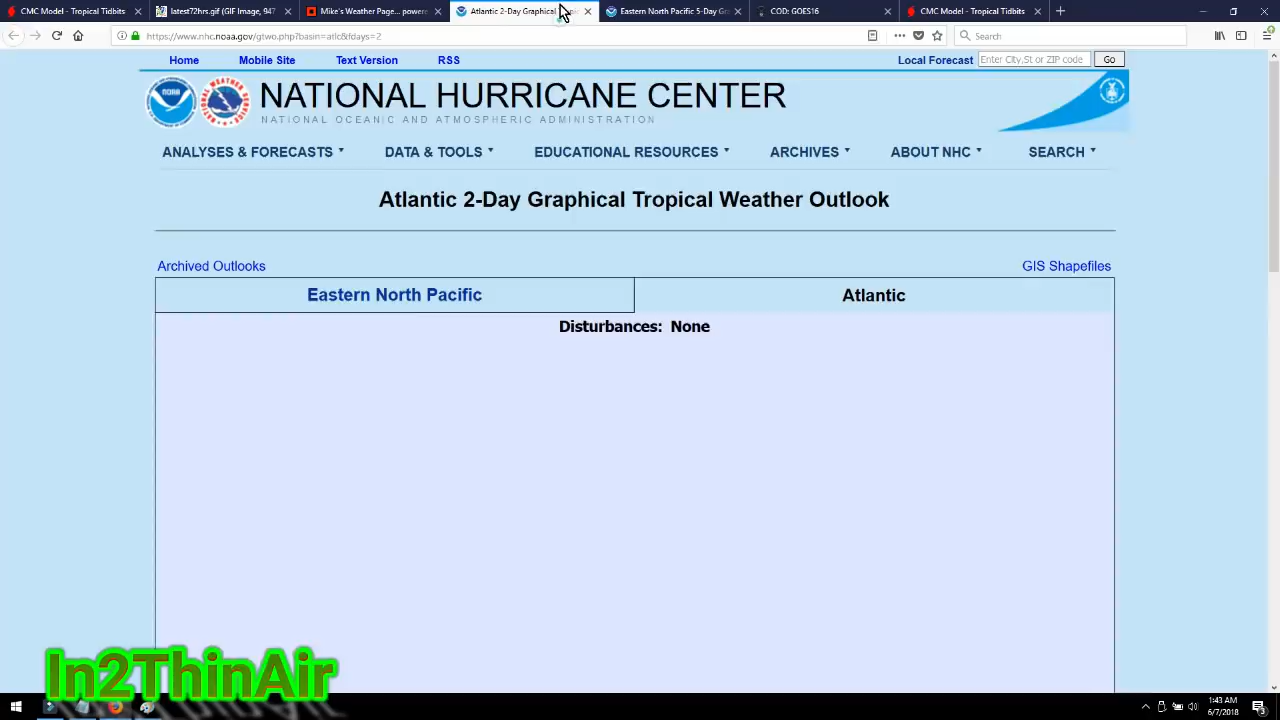 CMC Model - Tropical Tidbits
latest72hrs.gif (GIF Image, 947
Mike's Weather Page... powere
Atlantic 2-Day Graphical
Eastern North Pacific 5-Day Gr
COD: GOES16
CMC Model - Tropical Tidbits
https://www.nhc.noaa.gov/gtwo.php?basin=atlc&fdays=2
Search
Home
Mobile Site
Text Version
RSS
Local Forecast
Enter City,St or ZIP code
Go
NATIONAL HURRICANE CENTER
NATIONAL OCEANIC AND ATMOSPHERIC ADMINISTRATION
NOAA
ANALYSES & FORECASTS
DATA & TOOLS
EDUCATIONAL RESOURCES
ARCHIVES
ABOUT NHC
SEARCH
Atlantic 2-Day Graphical Tropical Weather Outlook
Archived Outlooks
GIS Shapefiles
Eastern North Pacific
Atlantic
Disturbances: None
In2ThinAir
1:43 AM
6/7/2018